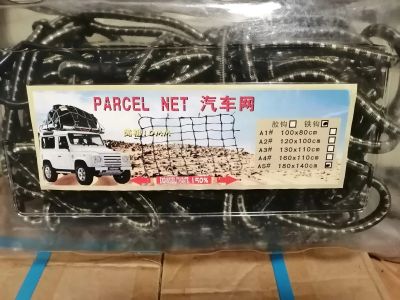 PARCEL NET 汽车网
胶钩 铁钩
A1# 100x80cm
A2# 120x100cm
A3# 130x110cm
A4# 160x110cm
A5# 180x140cm
150%